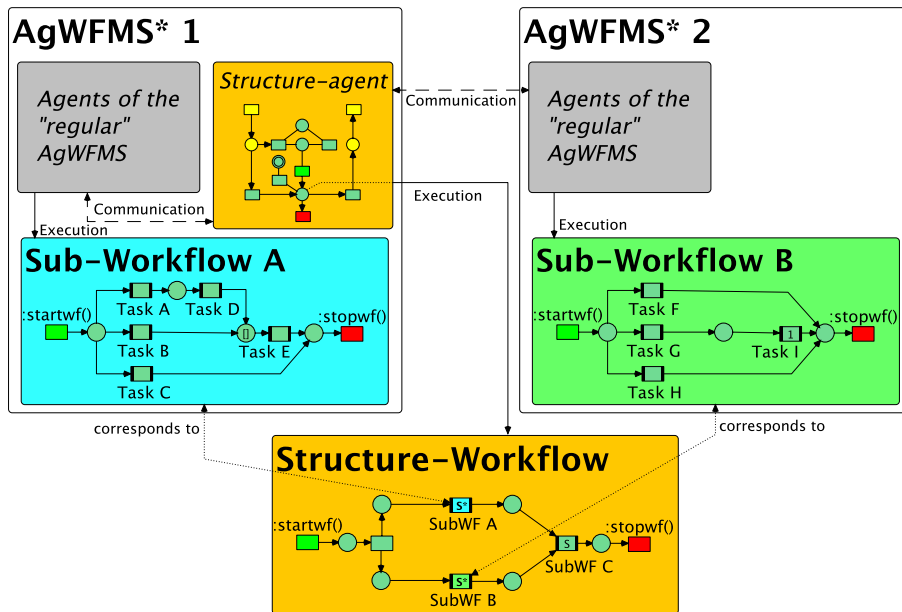 AgWFMS* 1
Agents of the
"regular"
AgWFMS
Structure-agent
Communication
Execution
Communication
Execution
Sub-Workflow A
:startwf()
Task A
Task D
Task B
[]
Task E
Task C
:stopwf()
AgWFMS* 2
Agents of the
"regular"
AgWFMS
Execution
Sub-Workflow B
:startwf()
Task F
Task G
1
Task I
Task H
:stopwf()
corresponds to
corresponds to
Structure-Workflow
:startwf()
S*
SubWF A
S*
SubWF B
S
SubWF C
:stopwf()